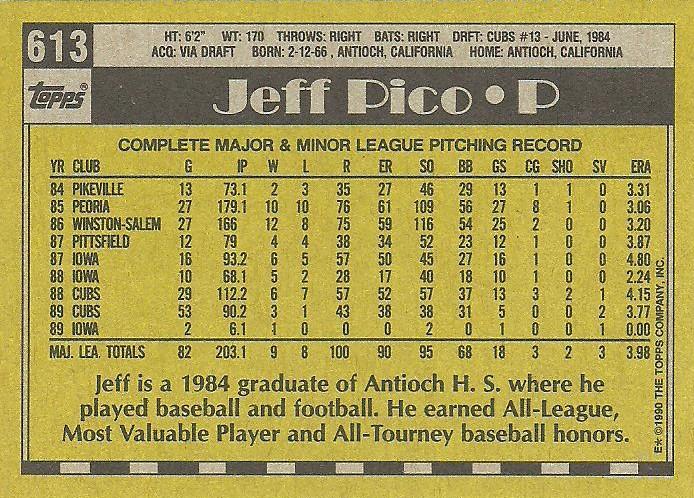 613
HT: 6'2" WT: 170 THROWS: RIGHT BATS: RIGHT DRFT: CUBS #13 - JUNE, 1984
ACQ: VIA DRAFT BORN: 2-12-66 , ANTIOCH, CALIFORNIA HOME: ANTIOCH, CALIFORNIA
Topps®
Jeff Pico • P
COMPLETE MAJOR & MINOR LEAGUE PITCHING RECORD
YR CLUB G IP W L R ER SO BB GS CG SHO SV ERA
84 PIKEVILLE 13 73.1 2 3 35 27 46 29 13 1 1 0 3.31
85 PEORIA 27 179.1 10 10 76 61 109 56 27 8 1 0 3.06
86 WINSTON-SALEM 27 166 12 8 75 59 116 54 25 2 0 0 3.20
87 PITTSFIELD 12 79 4 4 38 34 52 23 12 1 0 0 3.87
87 IOWA 16 93.2 6 5 57 50 45 27 16 1 0 0 4.80
88 IOWA 10 68.1 5 2 28 17 40 18 10 1 0 0 2.24
88 CUBS 29 112.2 6 7 57 52 57 37 13 3 2 1 4.15
89 CUBS 53 90.2 3 1 43 38 38 31 5 0 0 2 3.77
89 IOWA 2 6.1 1 0 0 0 2 0 1 0 0 1 0.00
MAJ. LEA. TOTALS 82 203.1 9 8 100 90 95 68 18 3 2 3 3.98
Jeff is a 1984 graduate of Antioch H. S. where he
played baseball and football. He earned All-League,
Most Valuable Player and All-Tourney baseball honors.
E* ©1990 THE TOPPS COMPANY, INC.